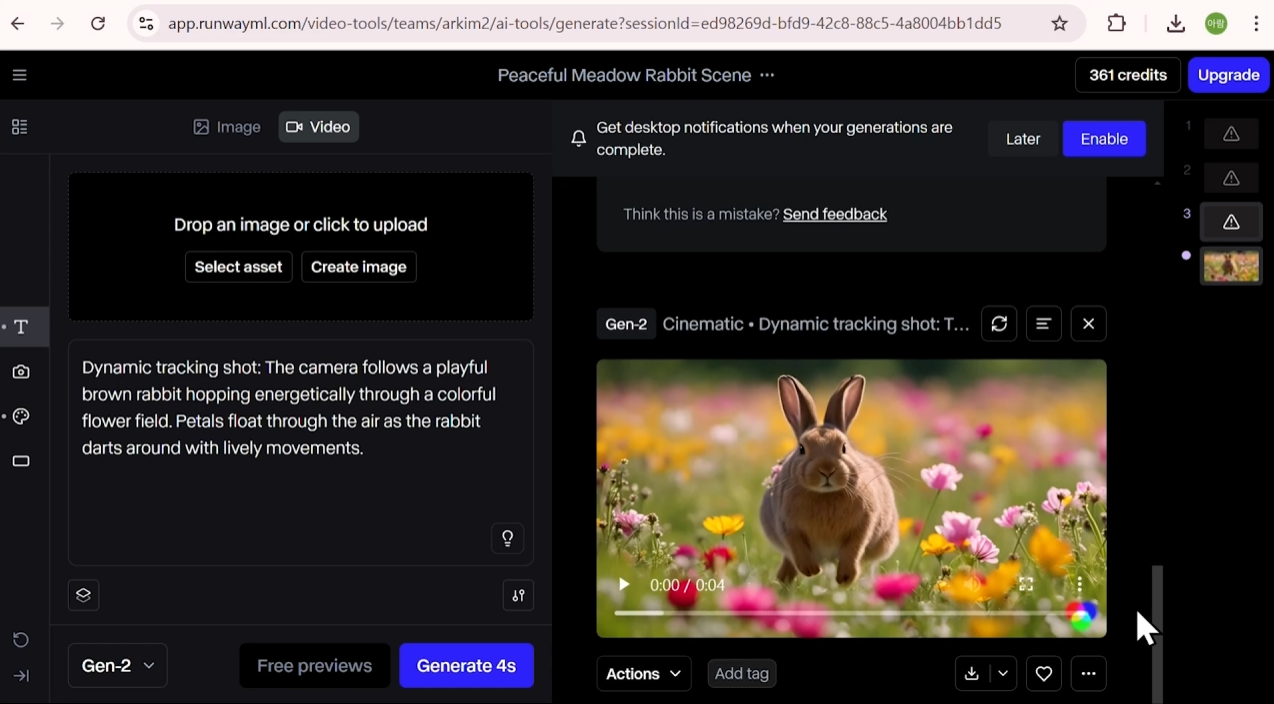 app.runwayml.com/video-tools/teams/arkim2/ai-tools/generate?sessionId=ed98269d-bfd9-42c8-88c5-4a8004bb1dd5
아람
Peaceful Meadow Rabbit Scene ···
361 credits
Upgrade
Image
Video
Get desktop notifications when your generations are
complete.
Later
Enable
Drop an image or click to upload
Select asset
Create image
T
Dynamic tracking shot: The camera follows a playful
brown rabbit hopping energetically through a colorful
flower field. Petals float through the air as the rabbit
darts around with lively movements.
Gen-2
Free previews
Generate 4s
Think this is a mistake? Send feedback
Gen-2
Cinematic • Dynamic tracking shot: T...
0:00 / 0:04
Actions
Add tag
1
2
3